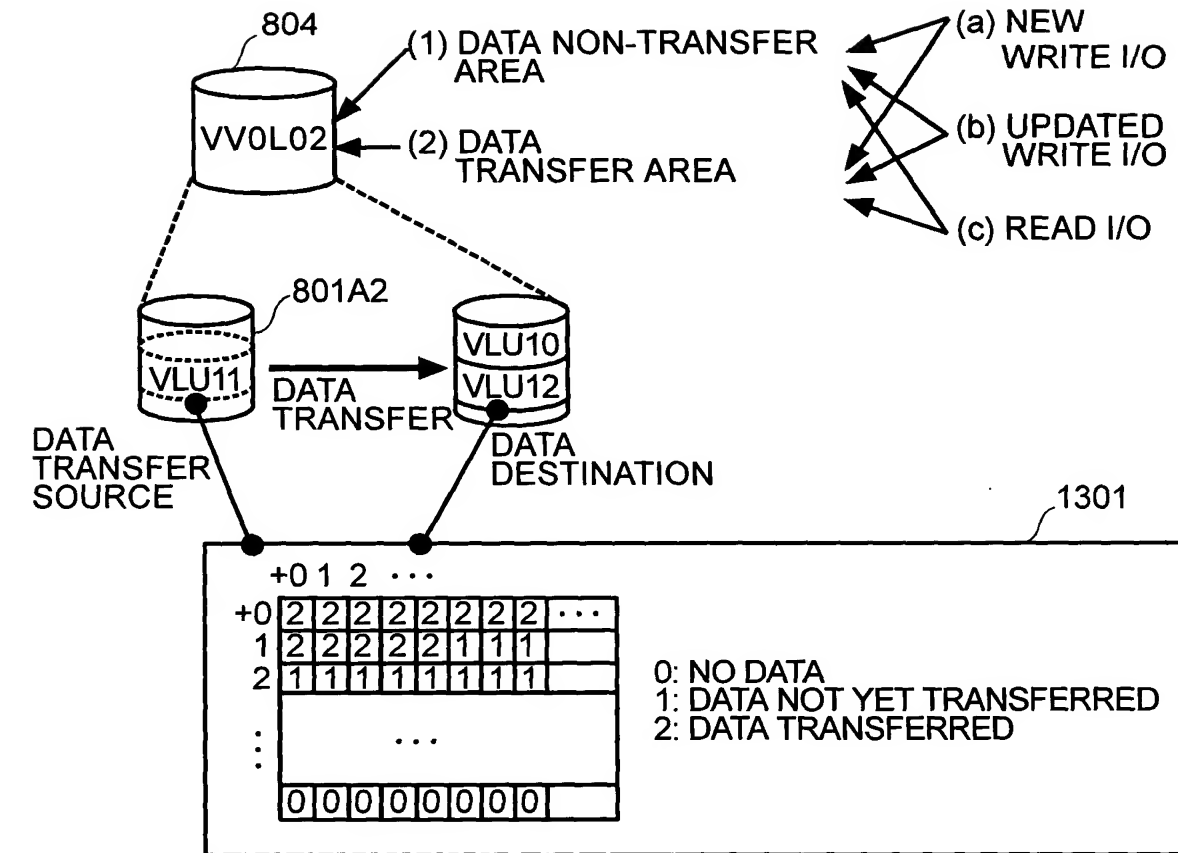 804
(1) DATA NON-TRANSFER
AREA
(a) NEW
WRITE I/O
VV0L02
(2) DATA
TRANSFER AREA
(b) UPDATED
WRITE I/O
(c) READ I/O
801A2
VLU11
VLU10
VLU12
DATA
TRANSFER
DATA
TRANSFER
SOURCE
DATA
DESTINATION
1301
+0 1 2 ···
+0 2 2 2 2 2 2 2 2 ···
1 2 2 2 2 2 1 1 1
2 1 1 1 1 1 1 1 1
⋮ ···
0 0 0 0 0 0 0 0
0: NO DATA
1: DATA NOT YET TRANSFERRED
2: DATA TRANSFERRED